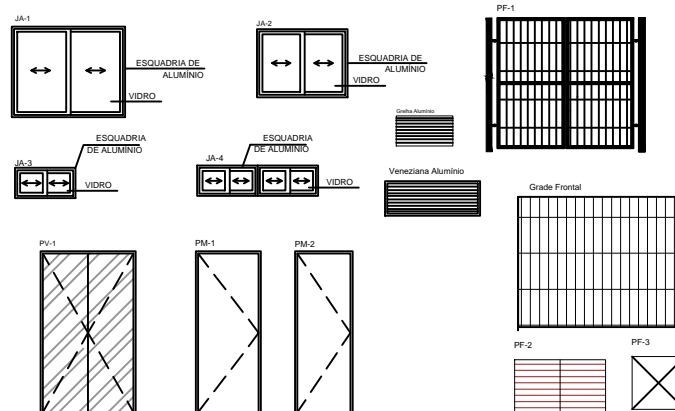 JA-1
ESQUADRIA DE
ALUMÍNIO
VIDRO
JA-2
ESQUADRIA DE
ALUMÍNIO
VIDRO
PF-1
Grelha Alumínio
JA-3
ESQUADRIA
DE ALUMÍNIO
VIDRO
JA-4
ESQUADRIA
DE ALUMÍNIO
VIDRO
Veneziana Alumínio
Grade Frontal
PV-1
PM-1
PM-2
PF-2
PF-3